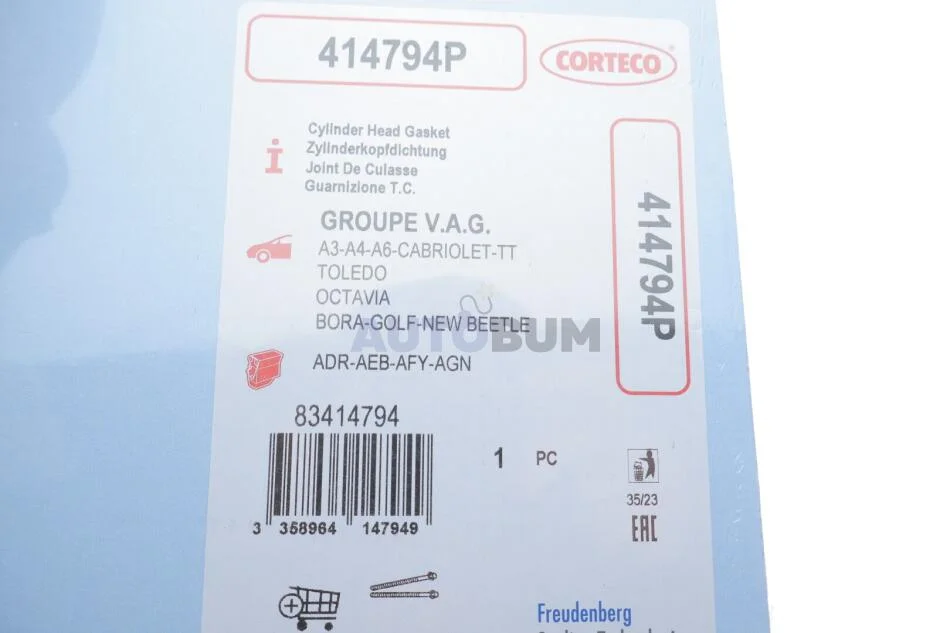 414794P
CORTECO®
Cylinder Head Gasket
Zylinderkopfdichtung
Joint De Culasse
Guarnizione T.C.
414794P
GROUPE V.A.G.
A3-A4-A6-CABRIOLET-TT
TOLEDO
OCTAVIA
BORA-GOLF-NEW BEETLE
AUTOBUM
ADR-AEB-AFY-AGN
83414794
1 PC
35/23
EAC
3 358964 147949
Freudenberg